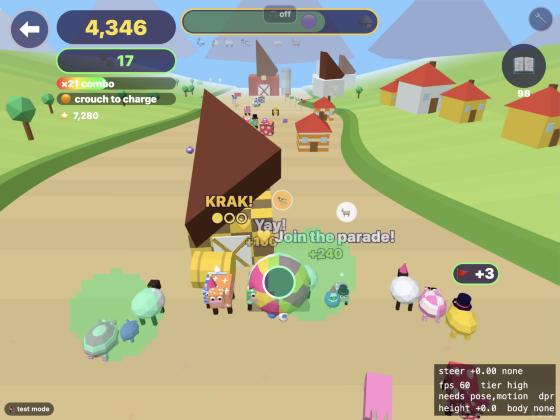 4,346
off
17
×21 combo
crouch to charge
7,280
98
KRAK!
Yay!
Join the parade!
+240
+3
test mode
steer +0.00 none
fps 60 tier high
needs pose,motion dpr
height +0.0 body none